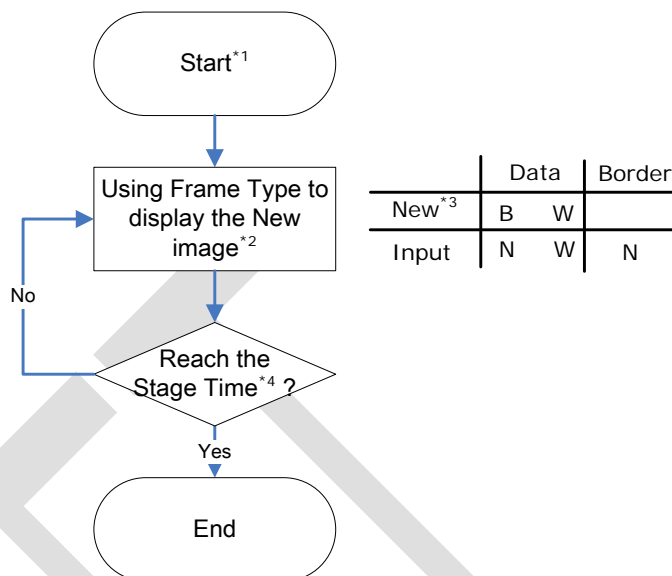 Start*1
Using Frame Type to
display the New
image*2
No
Reach the
Stage Time*4 ?
Yes
End
Data Border
New*3 B W
Input N W N